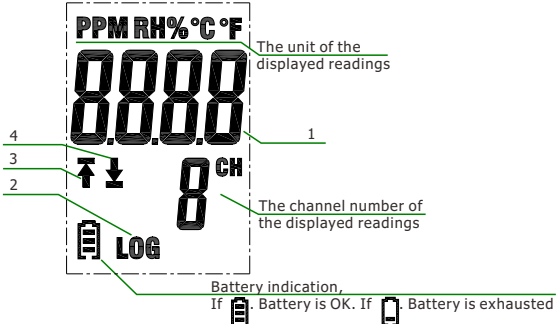 PPM RH%°C °F
The unit of the
displayed readings
8.8.8.8
1
4
3
2
8 CH
The channel number of
the displayed readings
LOG
Battery indication,
If . Battery is OK. If . Battery is exhausted